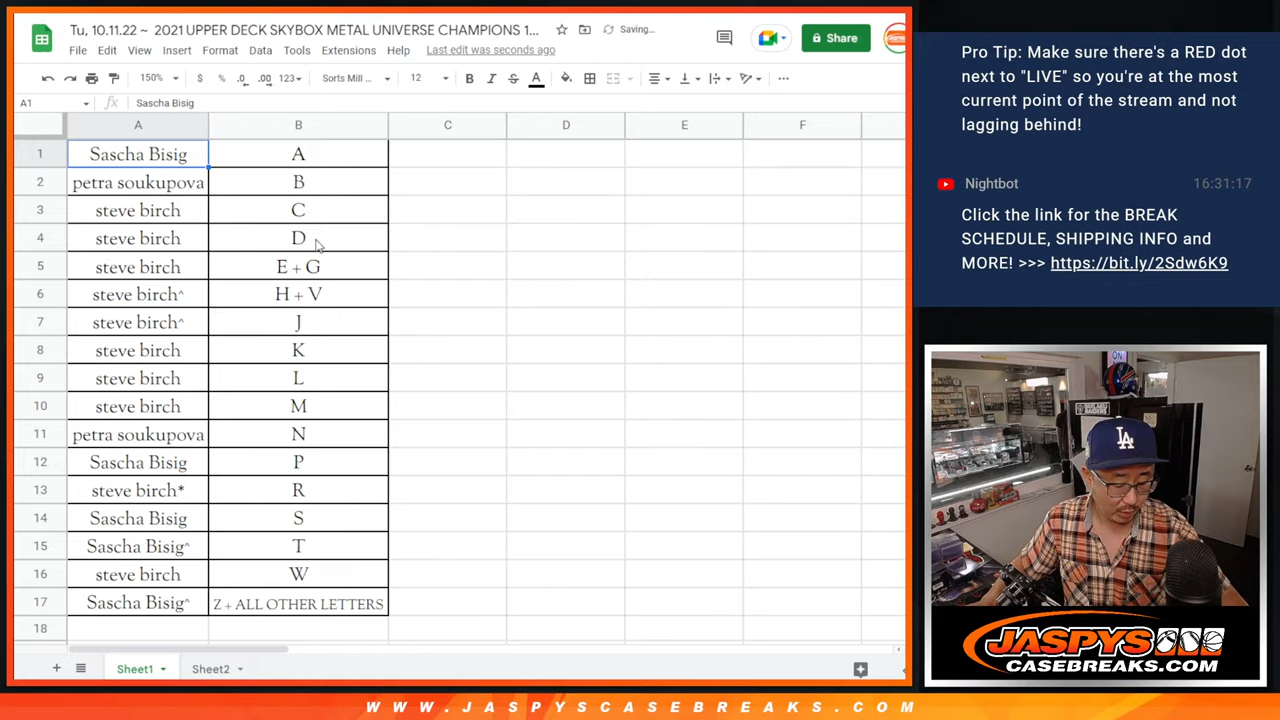 Tu, 10.11.22 ~ 2021 UPPER DECK SKYBOX METAL UNIVERSE CHAMPIONS 1...
Saving...
Share
File Edit View Insert Format Data Tools Extensions Help Last edit was seconds ago
150% $ % .0 .00 123 Sorts Mill ... 12 B I S A
A1 fx Sascha Bisig
A B C D E F
1 Sascha Bisig A
2 petra soukupova B
3 steve birch C
4 steve birch D
5 steve birch E + G
6 steve birch^ H + V
7 steve birch^ J
8 steve birch K
9 steve birch L
10 steve birch M
11 petra soukupova N
12 Sascha Bisig P
13 steve birch* R
14 Sascha Bisig S
15 Sascha Bisig^ T
16 steve birch W
17 Sascha Bisig^ Z + ALL OTHER LETTERS
18
Sheet1 Sheet2
Pro Tip: Make sure there's a RED dot
next to "LIVE" so you're at the most
current point of the stream and not
lagging behind!
Nightbot 16:31:17
Click the link for the BREAK
SCHEDULE, SHIPPING INFO and
MORE! >>> https://bit.ly/2Sdw6K9
ON
LA
JASPYS
CASEBREAKS.COM
WWW.JASPYSCASEBREAKS.COM